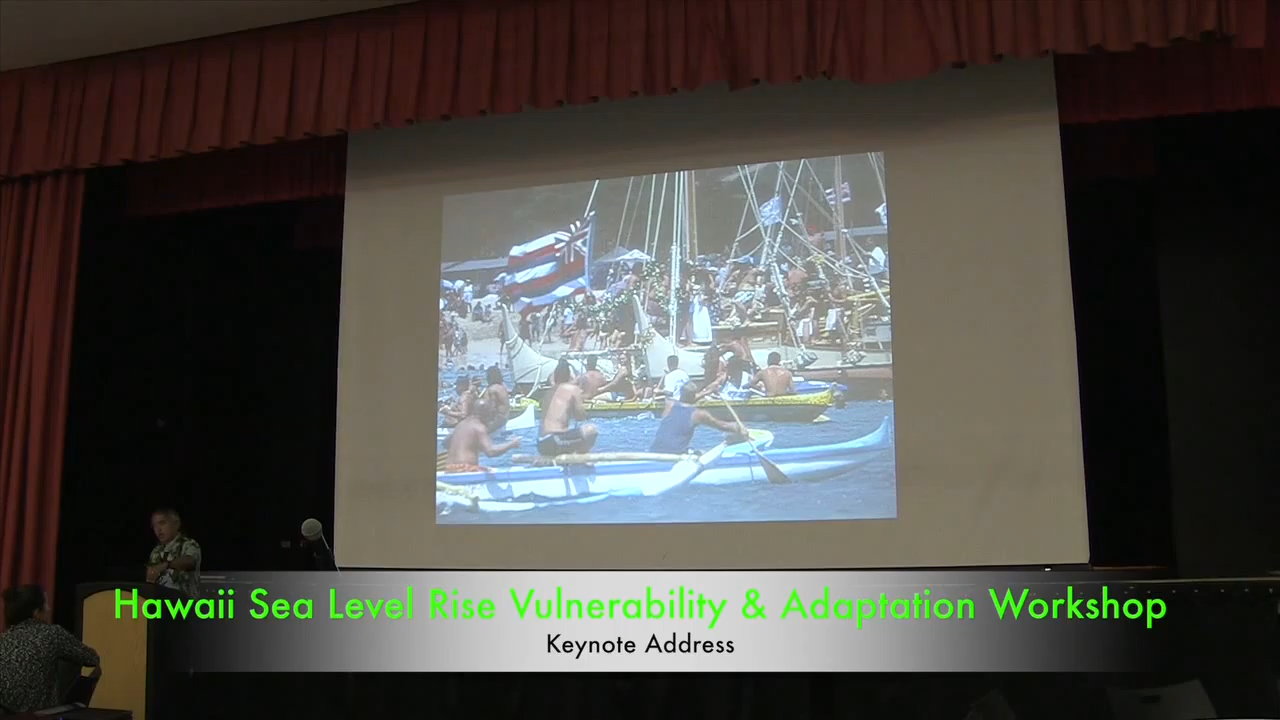 Hawaii Sea Level Rise Vulnerability & Adaptation Workshop
Keynote Address